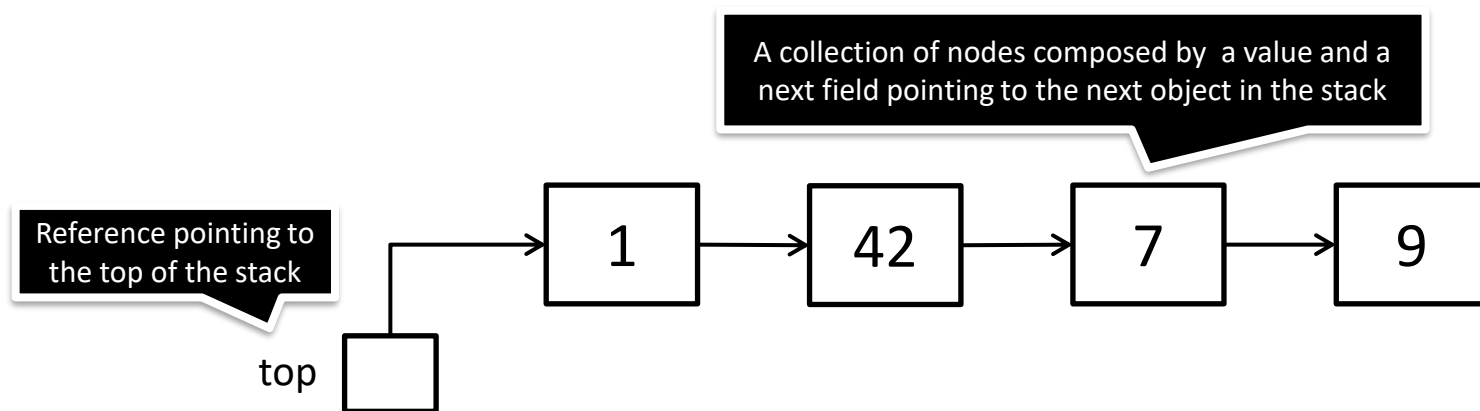 A collection of nodes composed by a value and a
next field pointing to the next object in the stack
Reference pointing to
the top of the stack
1
42
7
9
top